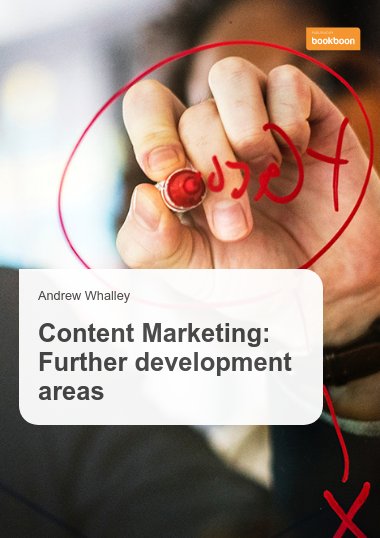 bookboon
Andrew Whalley
Content Marketing:
Further development
areas